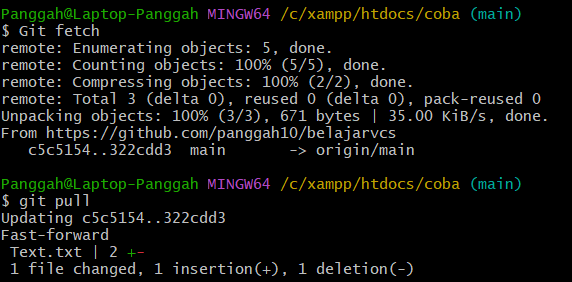 Panggah@Laptop-Panggah MINGW64 /c/xampp/htdocs/coba (main)
$ Git fetch
remote: Enumerating objects: 5, done.
remote: Counting objects: 100% (5/5), done.
remote: Compressing objects: 100% (2/2), done.
remote: Total 3 (delta 0), reused 0 (delta 0), pack-reused 0
Unpacking objects: 100% (3/3), 671 bytes | 35.00 KiB/s, done.
From https://github.com/panggah10/belajarvcs
   c5c5154..322cdd3  main       -> origin/main

Panggah@Laptop-Panggah MINGW64 /c/xampp/htdocs/coba (main)
$ git pull
Updating c5c5154..322cdd3
Fast-forward
 Text.txt | 2 +-
 1 file changed, 1 insertion(+), 1 deletion(-)